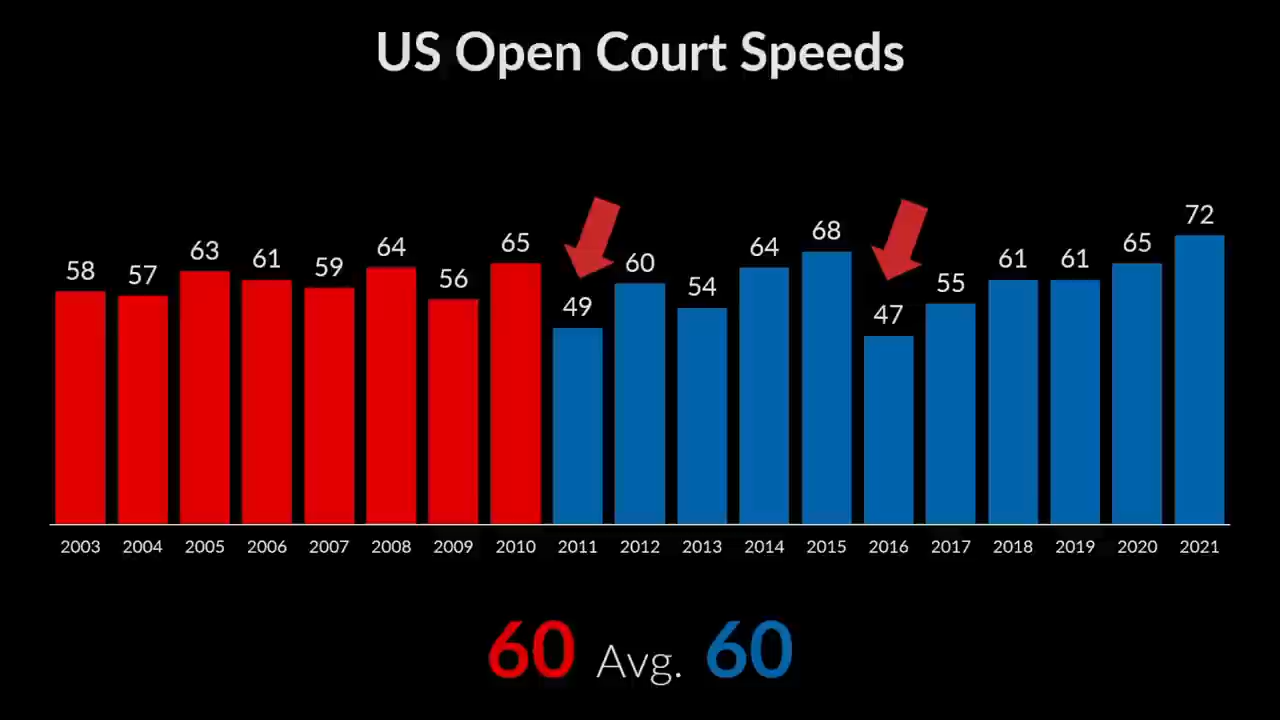 US Open Court Speeds
58 57 63 61 59 64 56 65 49 60 54 64 68 47 55 61 61 65 72
2003 2004 2005 2006 2007 2008 2009 2010 2011 2012 2013 2014 2015 2016 2017 2018 2019 2020 2021
60 Avg. 60